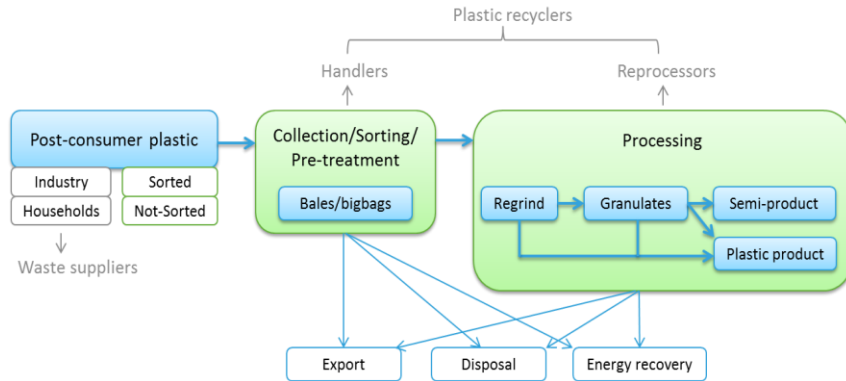 Plastic recyclers
Handlers
Reprocessors
Post-consumer plastic
Industry
Sorted
Households
Not-Sorted
Waste suppliers
Collection/Sorting/
Pre-treatment
Bales/bigbags
Processing
Regrind
Granulates
Semi-product
Plastic product
Export
Disposal
Energy recovery